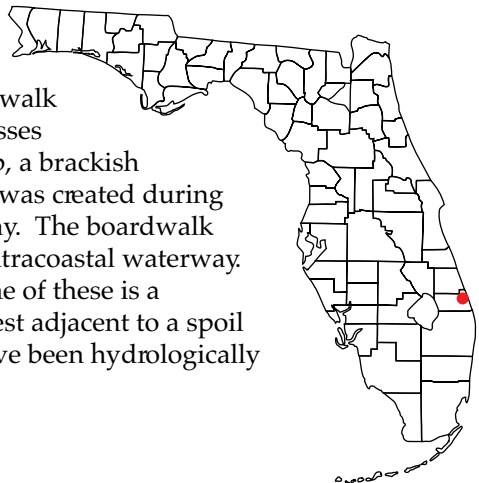 walk
sses
, a brackish
was created during
y. The boardwalk
tracoastal waterway.
ne of these is a
est adjacent to a spoil
ve been hydrologically